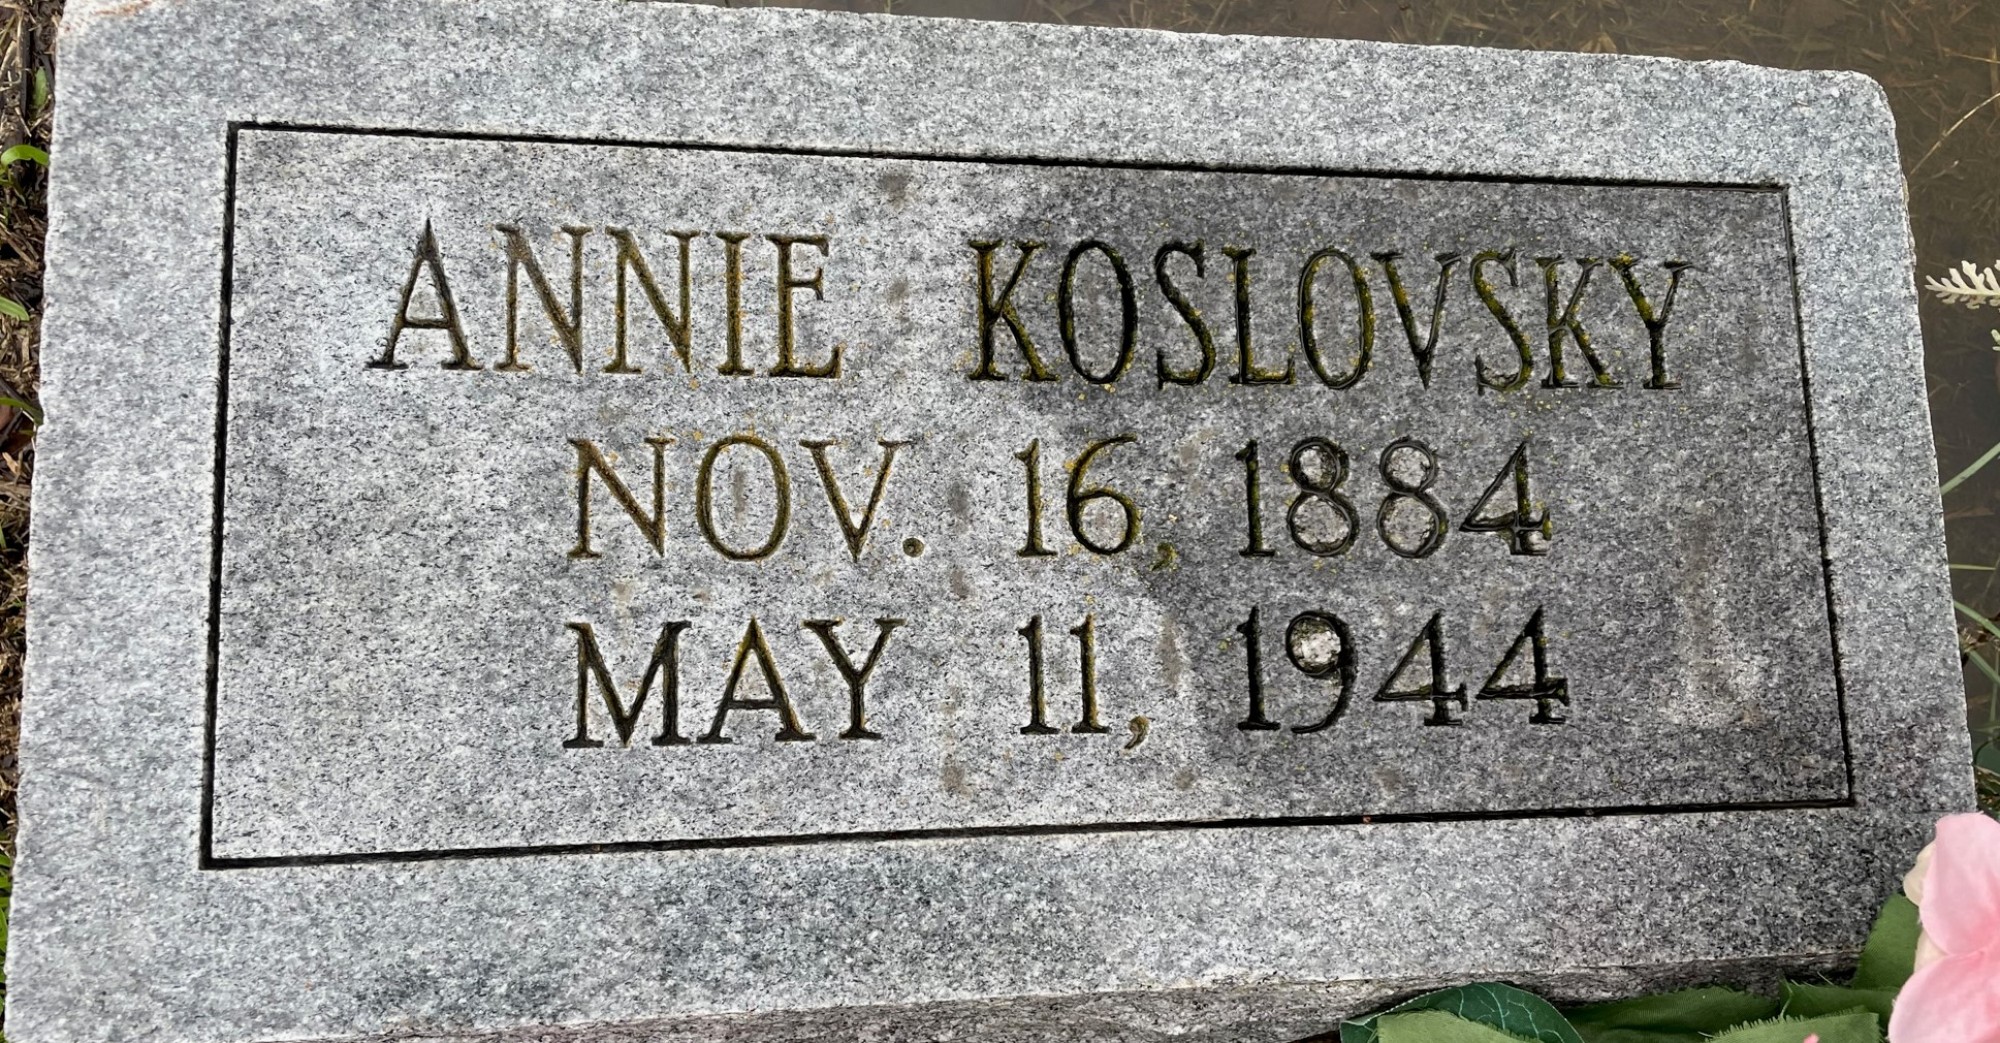 ANNIE KOSLOVSKY
NOV. 16, 1884
MAY 11, 1944